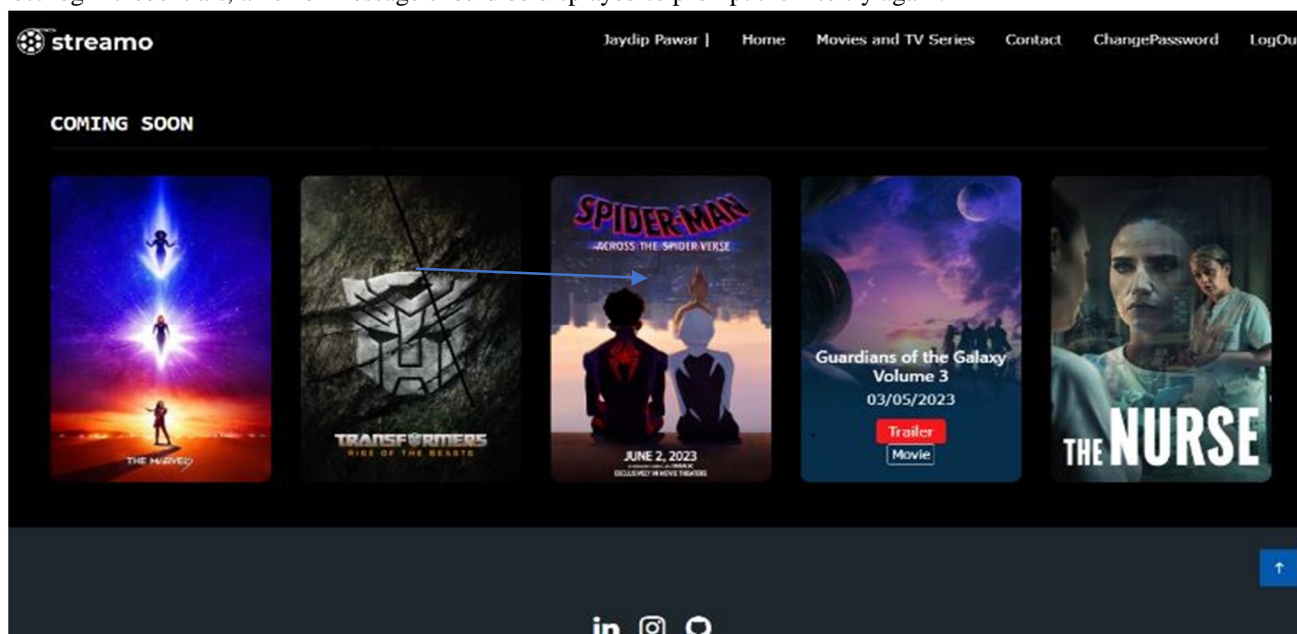 streamo
Jaydip Pawar | Home Movies and TV Series Contact ChangePassword LogOu
COMING SOON
THE MARVELS
TRANSFORMERS
RISE OF THE BEASTS
SPIDER-MAN
ACROSS THE SPIDER-VERSE
JUNE 2, 2023
EXCLUSIVELY IN MOVIE THEATERS
Guardians of the Galaxy
Volume 3
03/05/2023
Trailer
Movie
THE NURSE
in